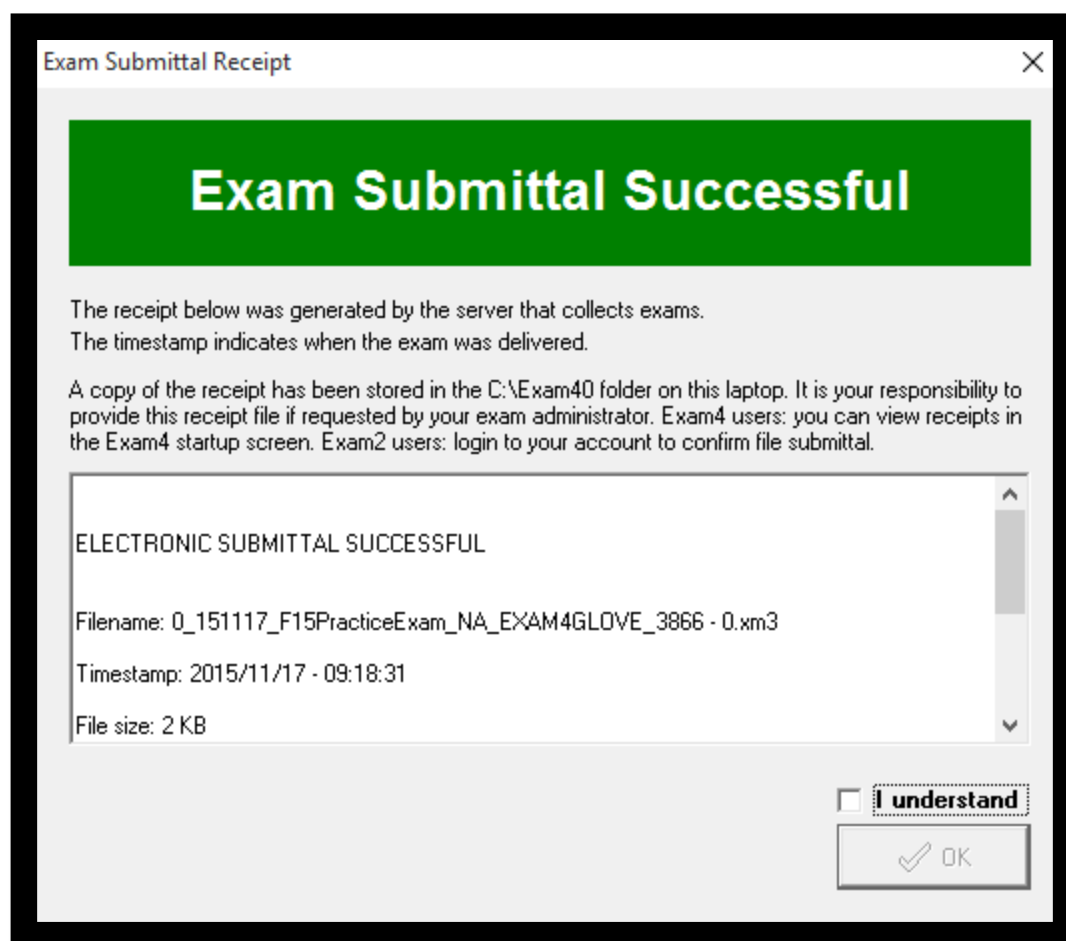 Exam Submittal Receipt
Exam Submittal Successful
The receipt below was generated by the server that collects exams.
The timestamp indicates when the exam was delivered.
A copy of the receipt has been stored in the C:\Exam40 folder on this laptop. It is your responsibility to
provide this receipt file if requested by your exam administrator. Exam4 users: you can view receipts in
the Exam4 startup screen. Exam2 users: login to your account to confirm file submittal.
ELECTRONIC SUBMITTAL SUCCESSFUL
Filename: 0_151117_F15PracticeExam_NA_EXAM4GLOVE_3866 - 0.xm3
Timestamp: 2015/11/17 - 09:18:31
File size: 2 KB
I understand
OK